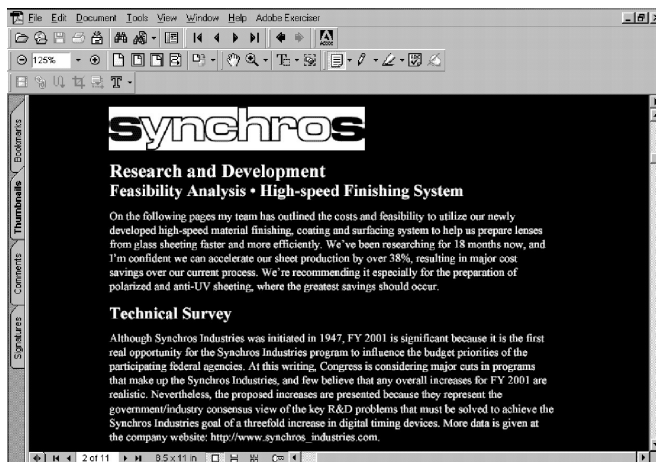 File Edit Document Tools View Window Help Adobe Exerciser
125%
Bookmarks
Thumbnails
Comments
Signatures
synchros
Research and Development
Feasibility Analysis • High-speed Finishing System
On the following pages my team has outlined the costs and feasibility to utilize our newly
developed high-speed material finishing, coating and surfacing system to help us prepare lenses
from glass sheeting faster and more efficiently. We've been researching for 18 months now, and
I'm confident we can accelerate our sheet production by over 38%, resulting in major cost
savings over our current process. We're recommending it especially for the preparation of
polarized and anti-UV sheeting, where the greatest savings should occur.
Technical Survey
Although Synchros Industries was initiated in 1947, FY 2001 is significant because it is the first
real opportunity for the Synchros Industries program to influence the budget priorities of the
participating federal agencies. At this writing, Congress is considering major cuts in programs
that make up the Synchros Industries, and few believe that any overall increases for FY 2001 are
realistic. Nevertheless, the proposed increases are presented because they represent the
government/industry consensus view of the key R&D problems that must be solved to achieve the
Synchros Industries goal of a threefold increase in digital timing devices. More data is given at
the company website: http://www.synchros_industries.com.
2 of 11 8.5 x 11 in